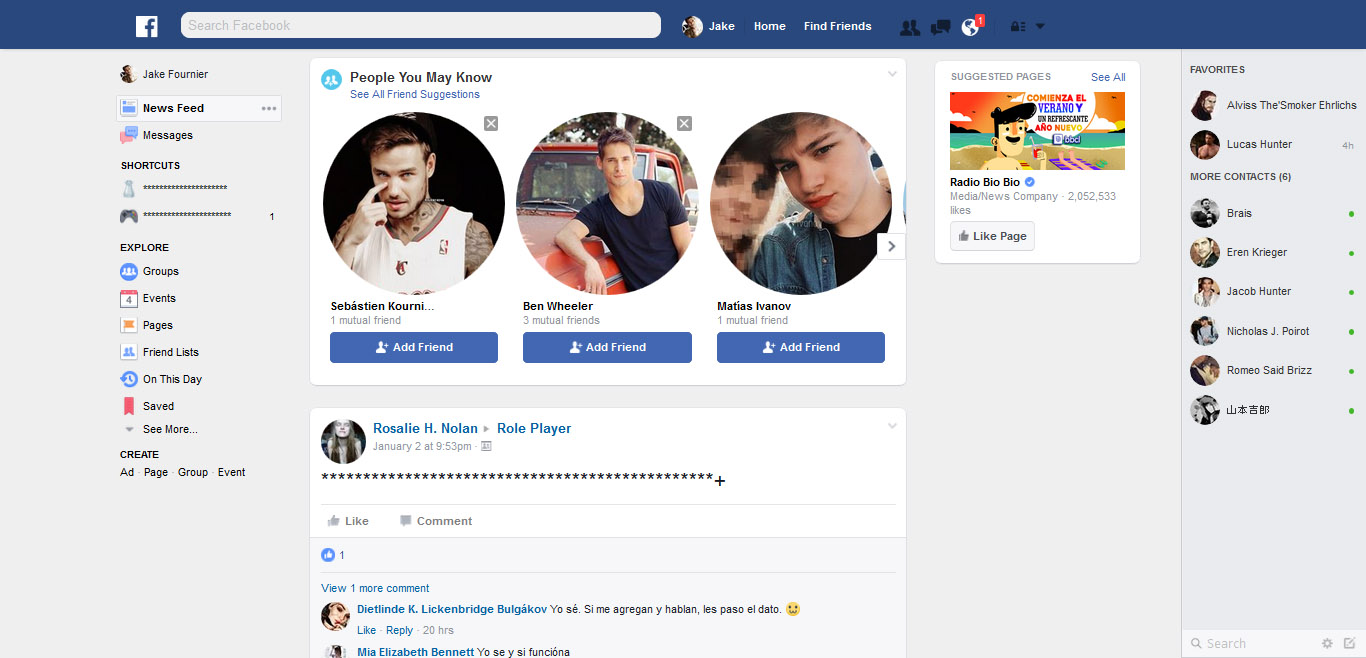 Search Facebook
Jake
Home
Find Friends
1
Jake Fournier
News Feed
Messages
SHORTCUTS
*********************
**********************
1
EXPLORE
Groups
4
Events
Pages
Friend Lists
On This Day
Saved
See More...
CREATE
Ad · Page · Group · Event
People You May Know
See All Friend Suggestions
Sebástien Kourni...
1 mutual friend
Add Friend
Ben Wheeler
3 mutual friends
Add Friend
Matías Ivanov
1 mutual friend
Add Friend
Rosalie H. Nolan ▸ Role Player
January 2 at 9:53pm ·
***********************************************+
Like
Comment
1
View 1 more comment
Dietlinde K. Lickenbridge Bulgákov Yo sé. Si me agregan y hablan, les paso el dato.
Like · Reply · 20 hrs
Mia Elizabeth Bennett Yo se y si funcióna
SUGGESTED PAGES
See All
COMIENZA EL
VERANO Y
UN REFRESCANTE
AÑO NUEVO
Radio Bio Bio
Media/News Company · 2,052,533
likes
Like Page
FAVORITES
Alviss The'Smoker Ehrlichs
Lucas Hunter
4h
MORE CONTACTS (6)
Brais
Eren Krieger
Jacob Hunter
Nicholas J. Poirot
Romeo Said Brizz
山本吉郎
Search